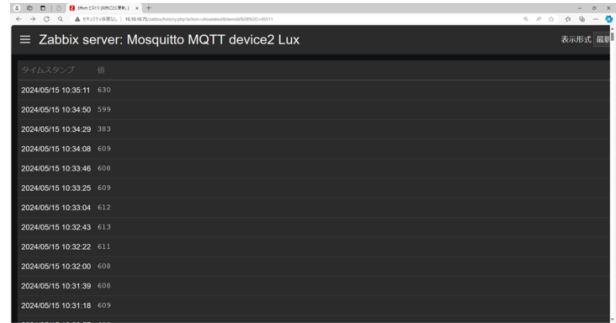 Zabbix server: Mosquitto MQTT device2 Lux
表示形式
タイムスタンプ 値
2024/05/15 10:35:11 630
2024/05/15 10:34:50 599
2024/05/15 10:34:29 383
2024/05/15 10:34:08 609
2024/05/15 10:33:46 608
2024/05/15 10:33:25 609
2024/05/15 10:33:04 612
2024/05/15 10:32:43 613
2024/05/15 10:32:22 611
2024/05/15 10:32:00 608
2024/05/15 10:31:39 608
2024/05/15 10:31:18 609